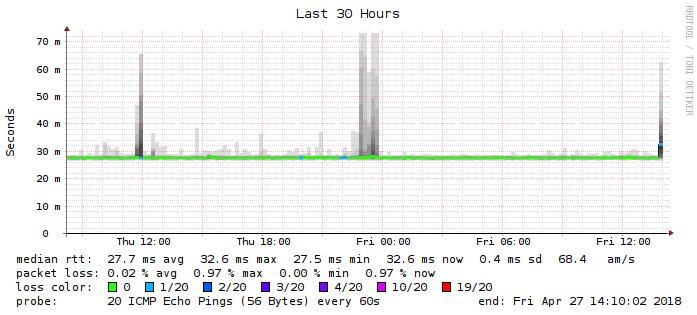 Last 30 Hours
RRDTOOL / TOBI OETIKER
Seconds
70 m
60 m
50 m
40 m
30 m
20 m
10 m
0
Thu 12:00 Thu 18:00 Fri 00:00 Fri 06:00 Fri 12:00
median rtt: 27.7 ms avg 32.6 ms max 27.5 ms min 32.6 ms now 0.4 ms sd 68.4 am/s
packet loss: 0.02 % avg 0.97 % max 0.00 % min 0.97 % now
loss color: 0 1/20 2/20 3/20 4/20 10/20 19/20
probe: 20 ICMP Echo Pings (56 Bytes) every 60s end: Fri Apr 27 14:10:02 2018